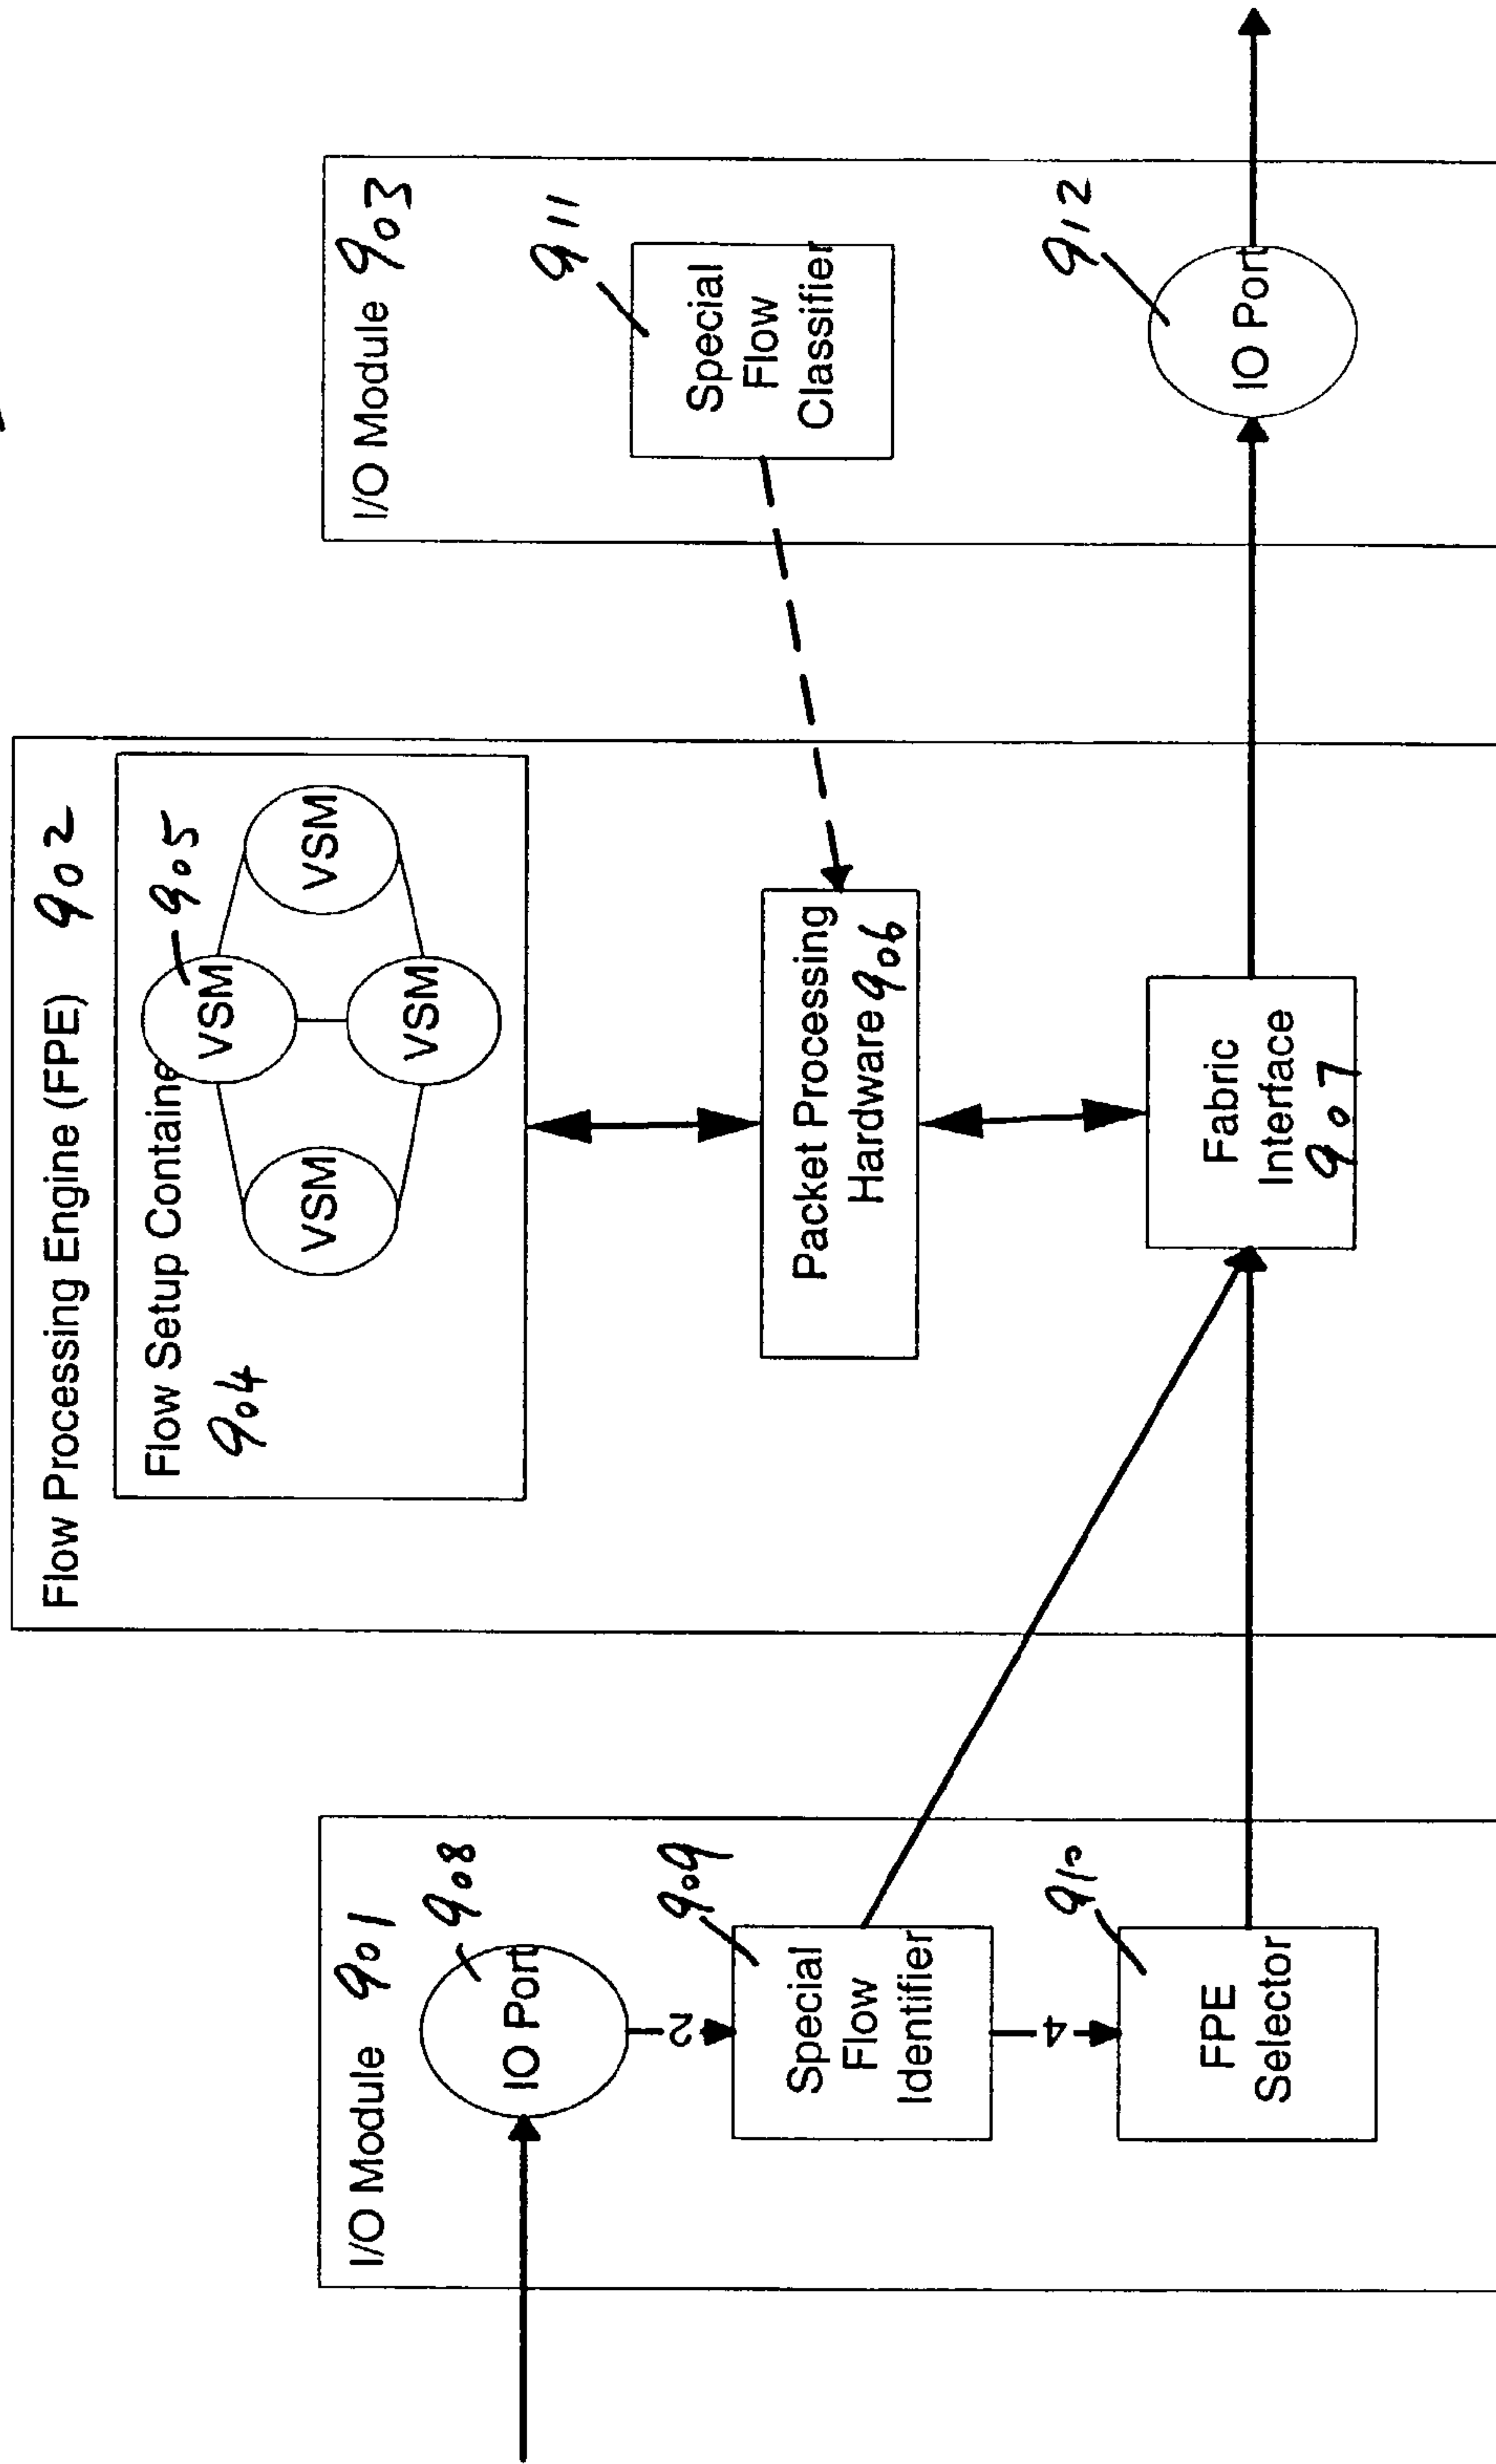 Flow Processing Engine (FPE) 902
Flow Setup Containe
904
905
VSM
VSM
VSM
VSM
Packet Processing
Hardware 906
Fabric
Interface
907
I/O Module 901
908
IO Port
2
909
Special
Flow
Identifier
4
910
FPE
Selector
I/O Module 903
911
Special
Flow
Classifier
912
IO Port